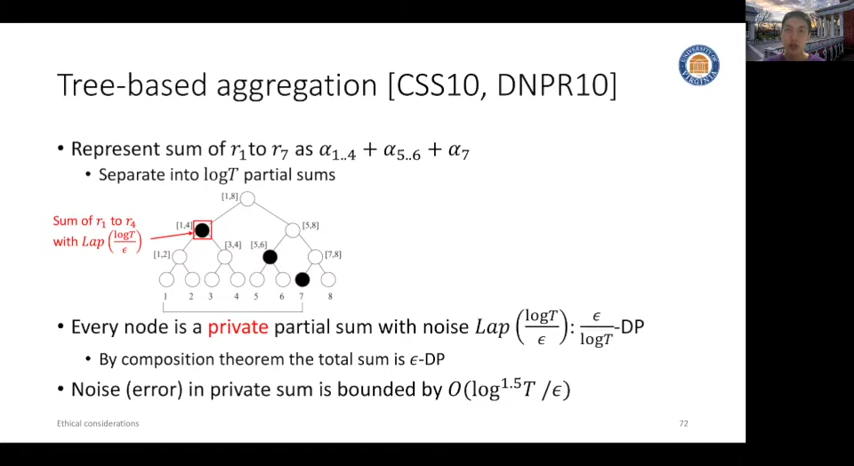 UNIVERSITY OF VIRGINIA
Tree-based aggregation [CSS10, DNPR10]
• Represent sum of r₁to r₇ as α₁..₄ + α₅..₆ + α₇
• Separate into logT partial sums
[1,8]
Sum of r₁ to r₄
with Lap(logT/ϵ)
[1,4]
[5,8]
[1,2]
[3,4]
[5,6]
[7,8]
1 2 3 4 5 6 7 8
• Every node is a private partial sum with noise Lap(logT/ϵ): ϵ/logT-DP
• By composition theorem the total sum is ϵ-DP
• Noise (error) in private sum is bounded by O(log¹·⁵T /ϵ)
Ethical considerations
72